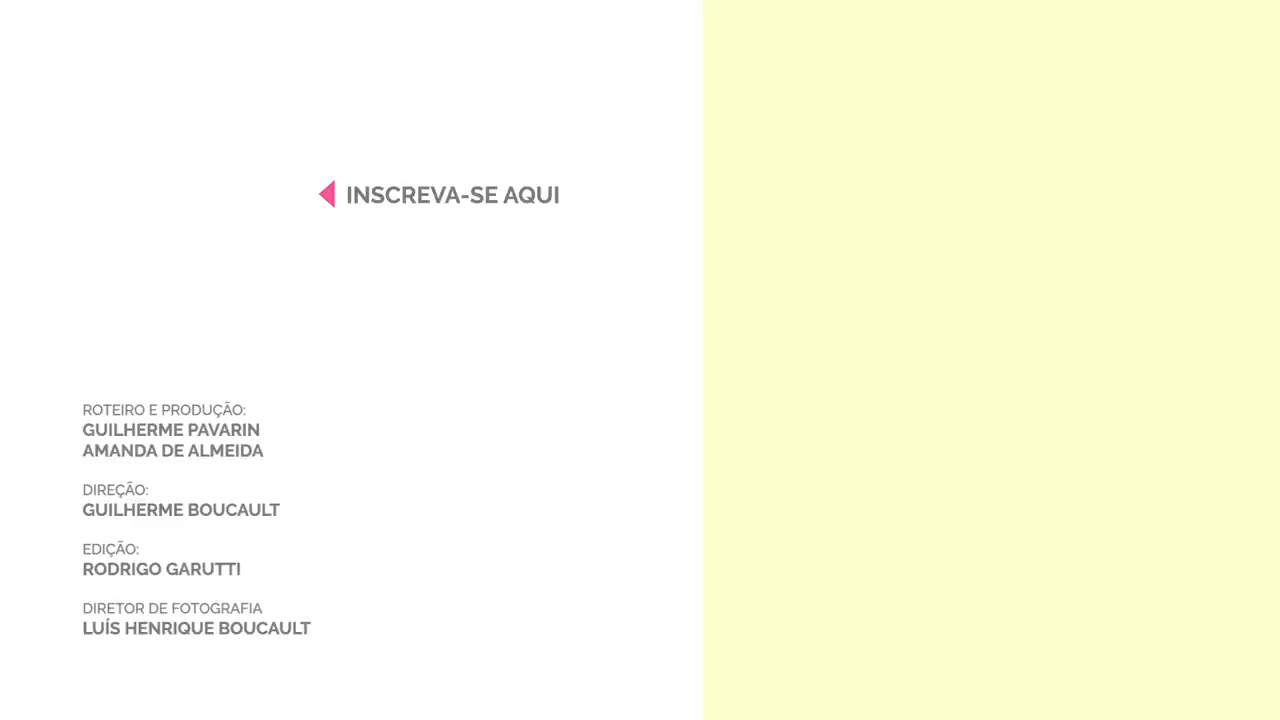 INSCREVA-SE AQUI
ROTEIRO E PRODUÇÃO:
GUILHERME PAVARIN
AMANDA DE ALMEIDA
DIREÇÃO:
GUILHERME BOUCAULT
EDIÇÃO:
RODRIGO GARUTTI
DIRETOR DE FOTOGRAFIA
LUÍS HENRIQUE BOUCAULT